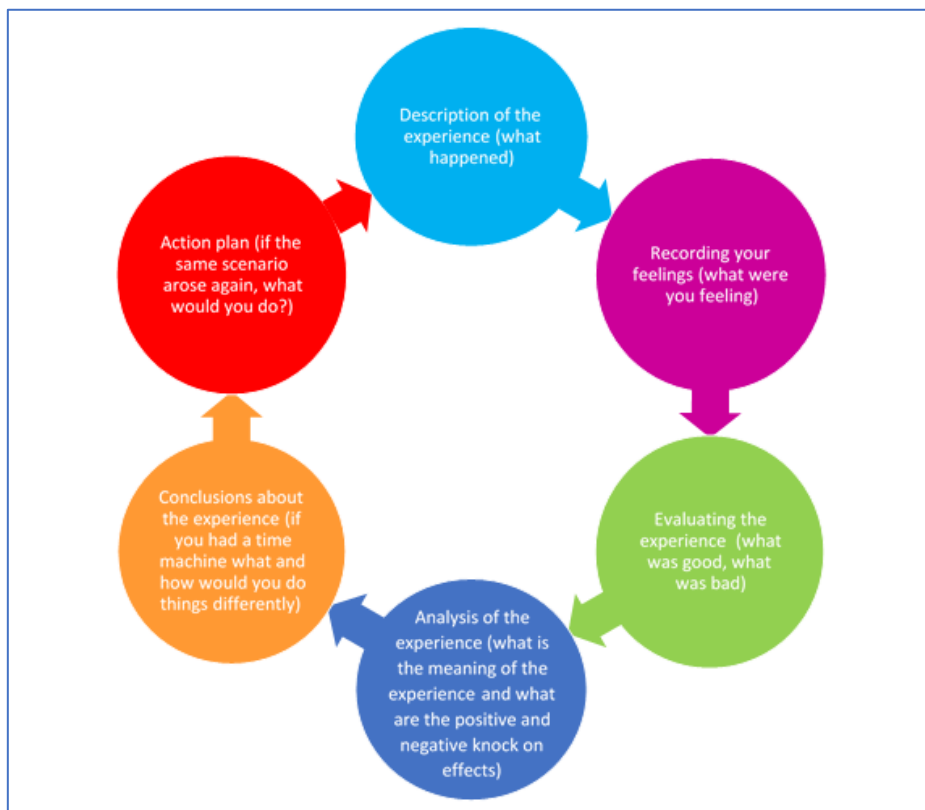 Description of the
experience (what
happened)
Recording your
feelings (what were
you feeling)
Evaluating the
experience  (what
was good, what
was bad)
Analysis of the
experience (what is
the meaning of the
experience and what
are the positive and
negative knock on
effects)
Conclusions about
the experience (if
you had a time
machine what and
how would you do
things differently)
Action plan (if the
same scenario
arose again, what
would you do?)